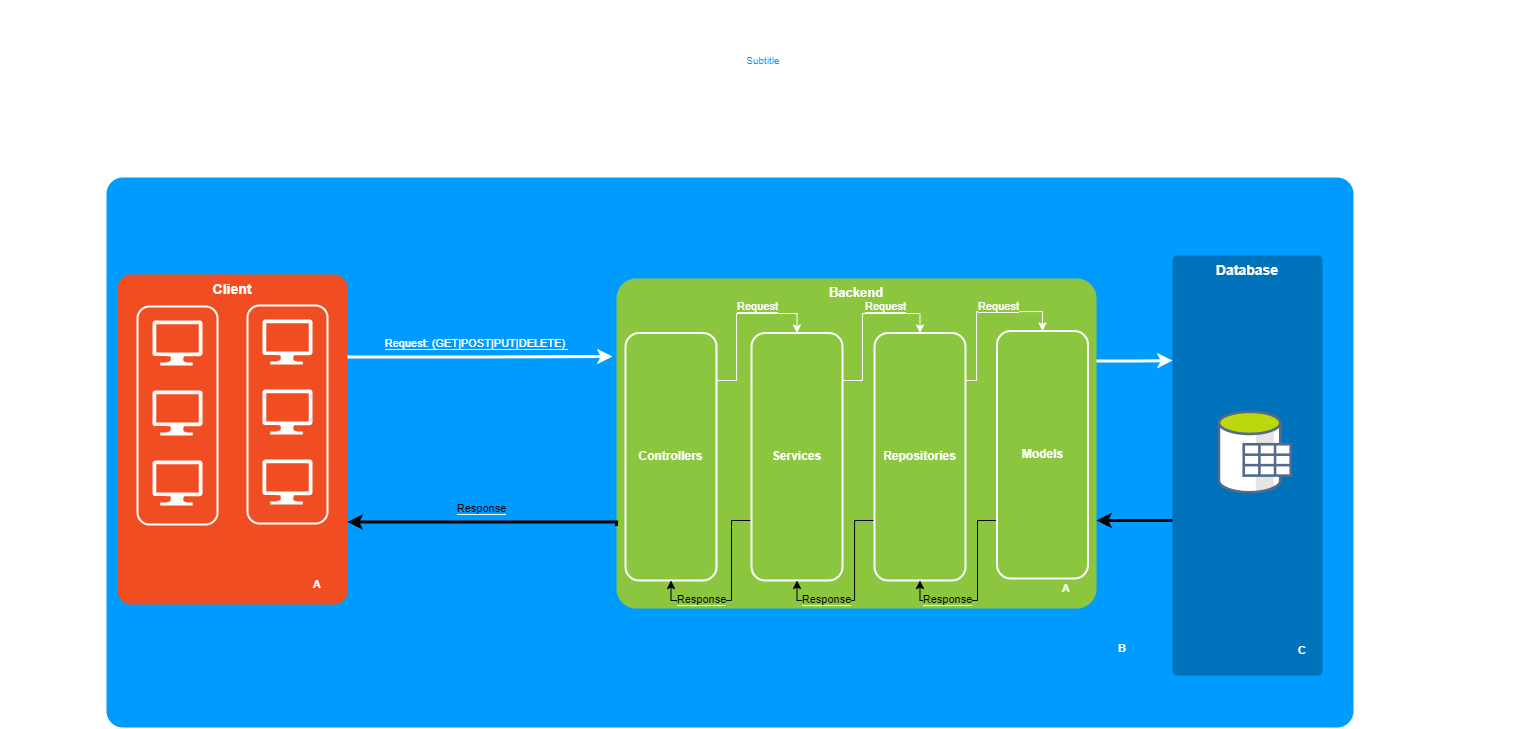 Subtitle
Client
Request: (GET|POST|PUT|DELETE)
Response
A
Backend
Request
Request
Request
Controllers
Services
Repositories
Models
Response
Response
Response
A
B
Database
C